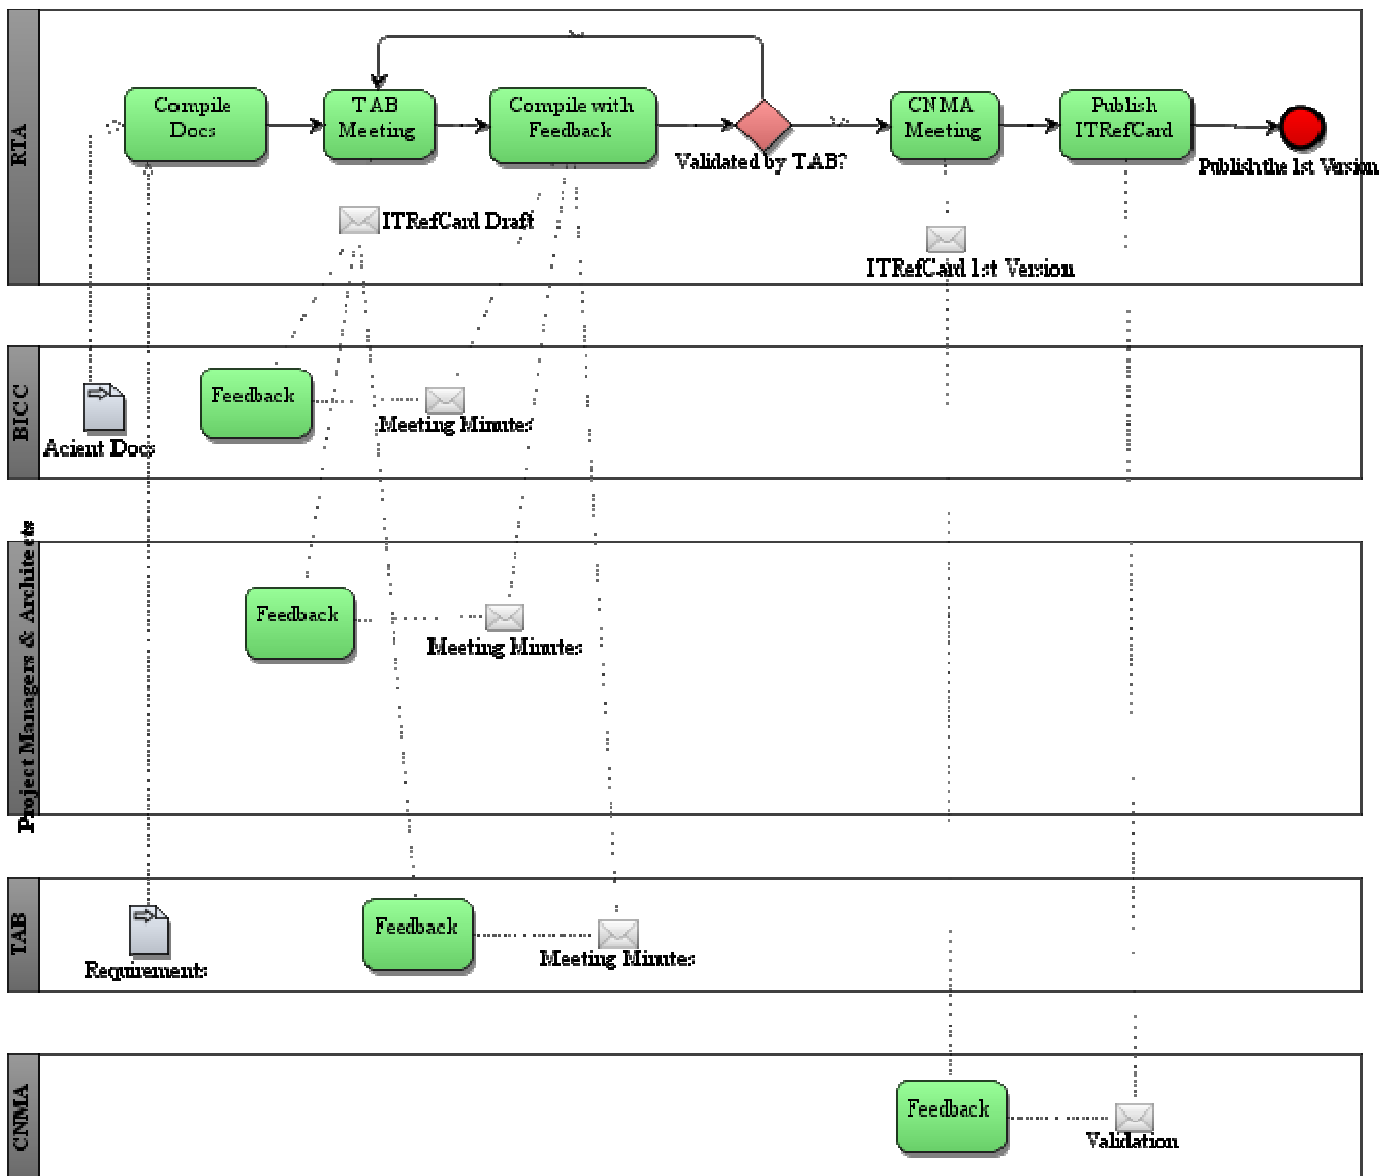 RTA
Compile
Docs
TAB
Meeting
Compile with
Feedback
Validated by TAB?
CNMA
Meeting
Publish
ITRefCard
Publish the 1st Version
ITRefCard Draft
ITRefCard 1st Version
BICC
Acient Docs
Feedback
Meeting Minutes
Project Managers & Architects
Feedback
Meeting Minutes
TAB
Requirements
Feedback
Meeting Minutes
CNMA
Feedback
Validation